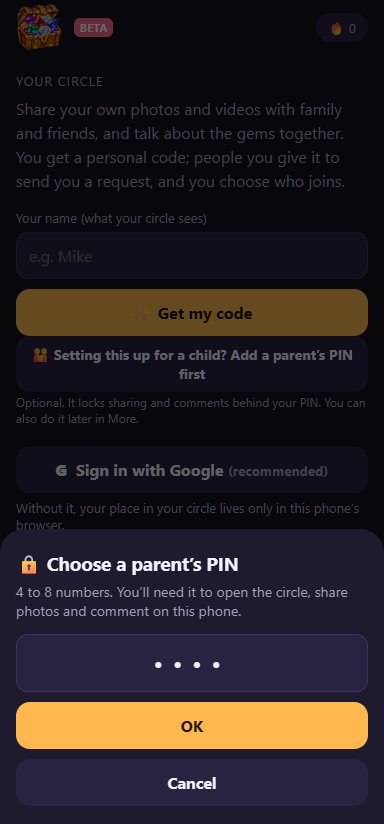 BETA
0
YOUR CIRCLE
Share your own photos and videos with family
and friends, and talk about the gems together.
You get a personal code; people you give it to
send you a request, and you choose who joins.
Your name (what your circle sees)
e.g. Mike
Get my code
Setting this up for a child? Add a parent’s PIN
first
Optional. It locks sharing and comments behind your PIN. You can
also do it later in More.
G Sign in with Google (recommended)
Without it, your place in your circle lives only in this phone’s
browser.
Choose a parent’s PIN
4 to 8 numbers. You’ll need it to open the circle, share
photos and comment on this phone.
••••
OK
Cancel